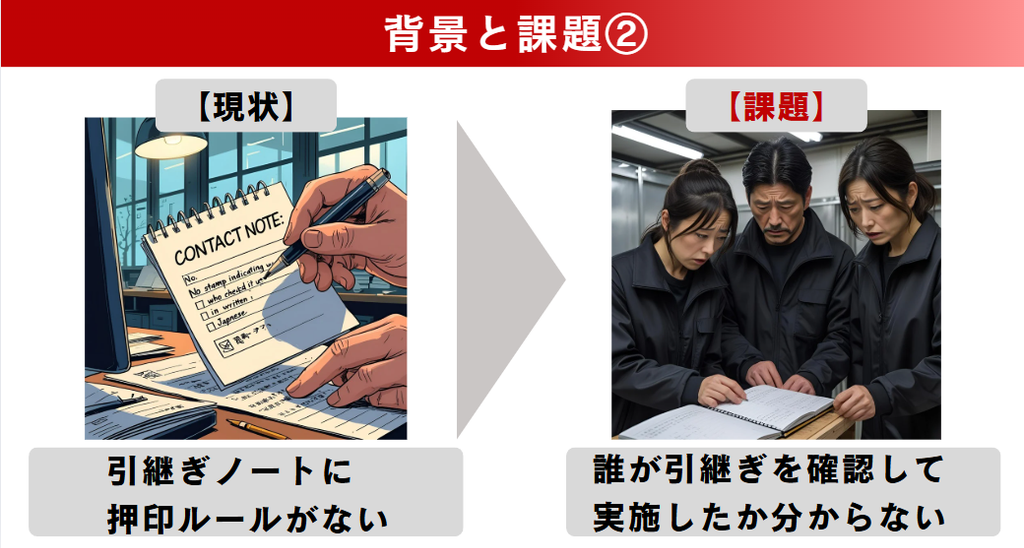 背景と課題②
【現状】
【課題】
CONTACT NOTE:
No.
No stamp indicating
who checked it
in written :
Japnese
引継ぎノートに
押印ルールがない
誰が引継ぎを確認して
実施したか分からない